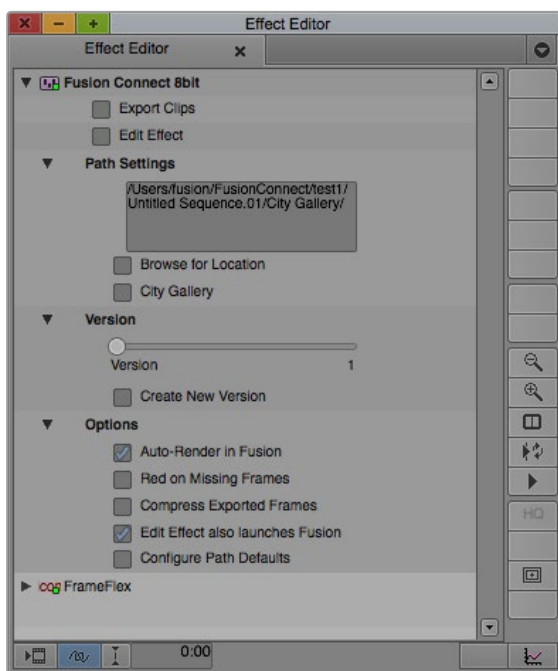 Effect Editor
Effect Editor
Fusion Connect 8bit
Export Clips
Edit Effect
Path Settings
/Users/fusion/FusionConnect/test1/
Untitled Sequence.01/City Gallery/
Browse for Location
City Gallery
Version
Version 1
Create New Version
Options
Auto-Render in Fusion
Red on Missing Frames
Compress Exported Frames
Edit Effect also launches Fusion
Configure Path Defaults
HQ
FrameFlex
0:00